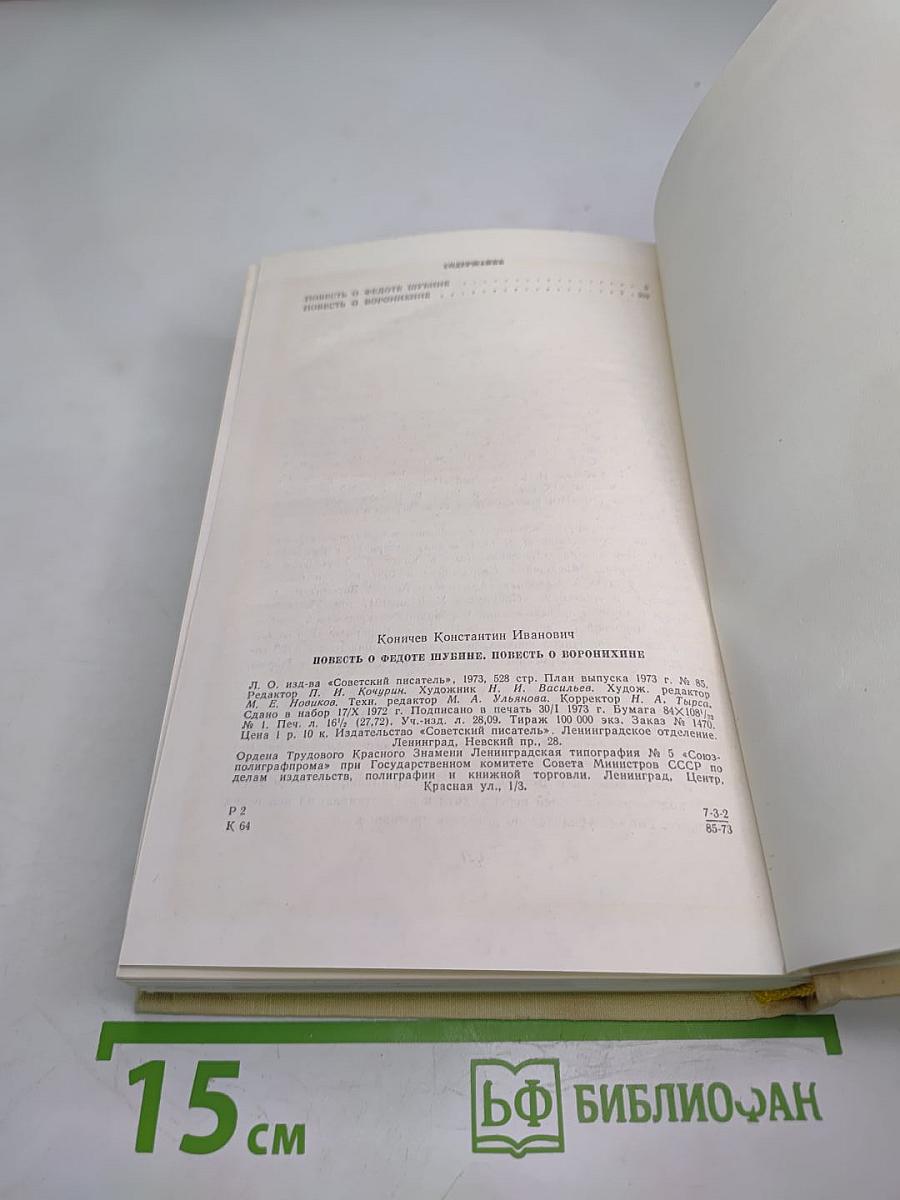 СОДЕРЖАНИЕ
ПОВЕСТЬ О ФЕДОТЕ ШУБИНЕ
ПОВЕСТЬ О ВОРОНИХИНЕ
Коничев Константин Иванович
ПОВЕСТЬ О ФЕДОТЕ ШУБИНЕ. ПОВЕСТЬ О ВОРОНИХИНЕ
Л. О. изд-ва «Советский писатель», 1973, 528 стр. План выпуска 1973 г. № 85.
Редактор П. И. Кочурин. Художник Н. И. Васильев. Худож. редактор
М. Е. Новиков. Техн. редактор М. А. Ульянова. Корректор Н. А. Тырса.
Сдано в набор 17/X 1972 г. Подписано в печать 30/I 1973 г. Бумага 84×108¹/₃₂
№ 1. Печ. л. 16¹/₂ (27,72). Уч.-изд. л. 28,09. Тираж 100 000 экз. Заказ № 1470.
Цена 1 р. 10 к. Издательство «Советский писатель». Ленинградское отделение.
Ленинград, Невский пр., 28.
Ордена Трудового Красного Знамени Ленинградская типография № 5 «Союз-
полиграфпрома» при Государственном комитете Совета Министров СССР по
делам издательств, полиграфии и книжной торговли. Ленинград, Центр,
Красная ул., 1/3.
Р 2 7-3-2
К 64 85-73
15 см БФ БИБЛИОФАН